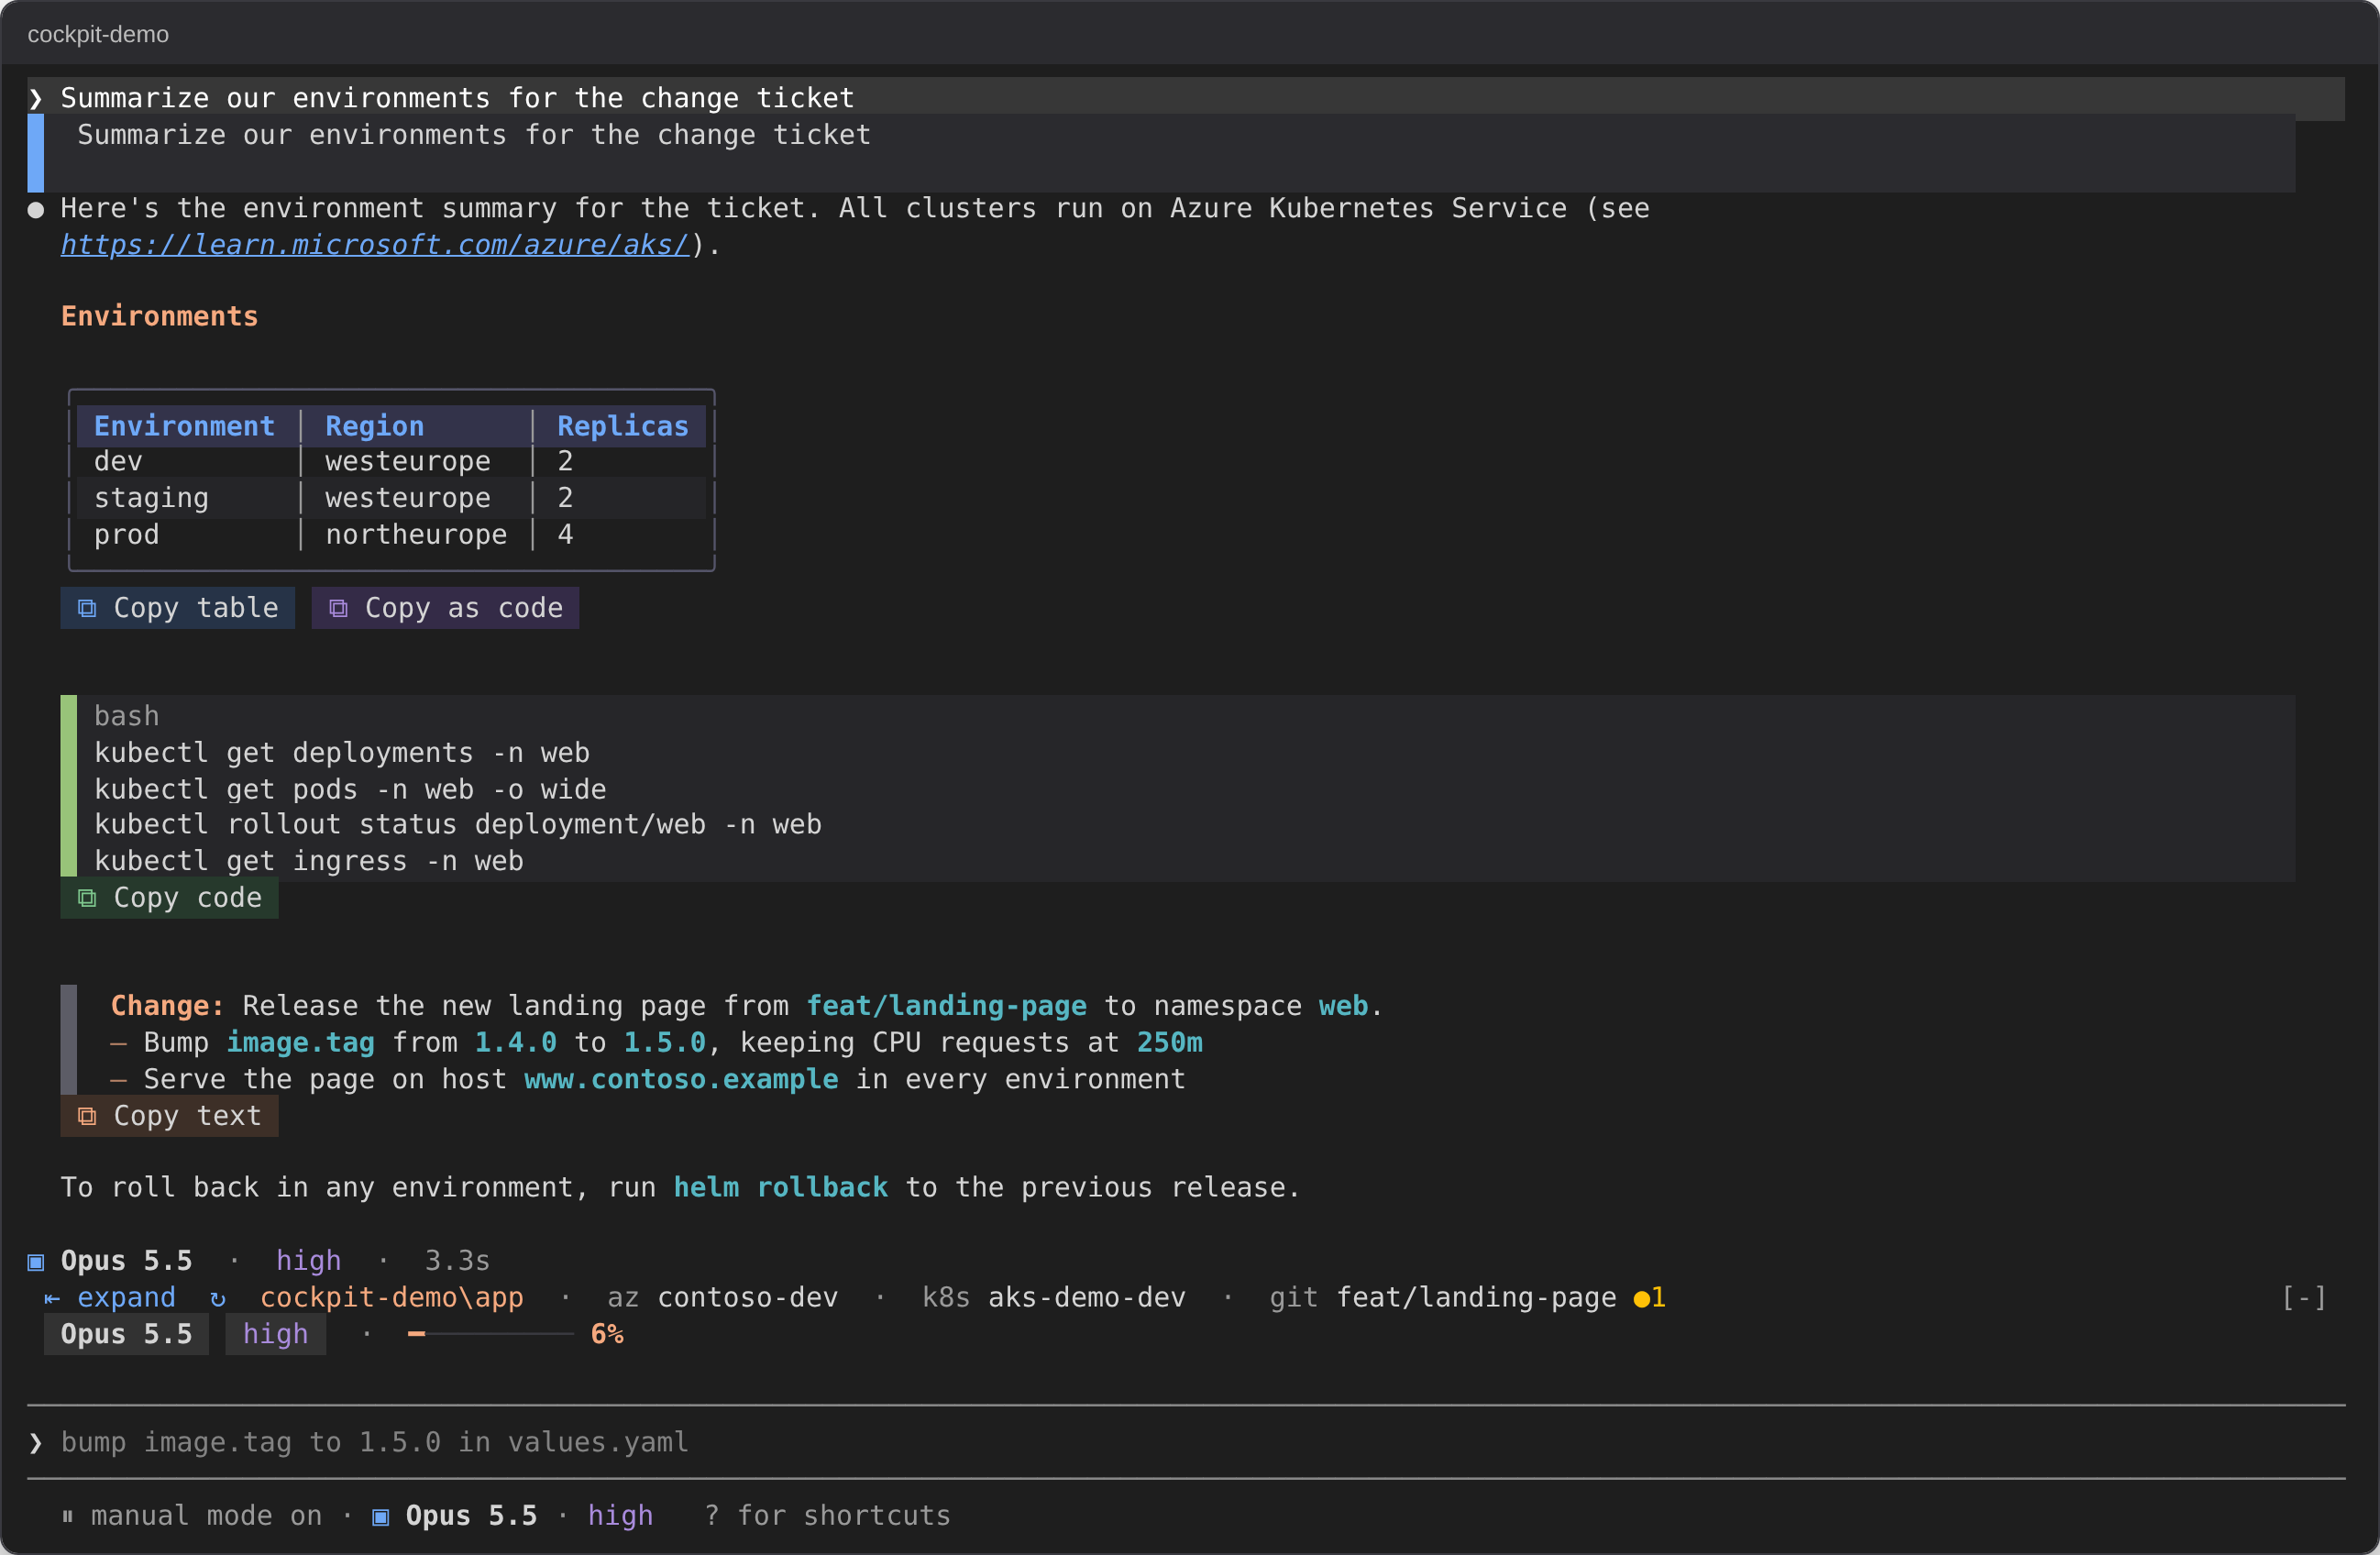 cockpit-demo
❯ Summarize our environments for the change ticket
Summarize our environments for the change ticket
● Here's the environment summary for the ticket. All clusters run on Azure Kubernetes Service (see
https://learn.microsoft.com/azure/aks/).
Environments
Environment │ Region │ Replicas
dev │ westeurope │ 2
staging │ westeurope │ 2
prod │ northeurope │ 4
⧉ Copy table ⧉ Copy as code
bash
kubectl get deployments -n web
kubectl get pods -n web -o wide
kubectl rollout status deployment/web -n web
kubectl get ingress -n web
⧉ Copy code
Change: Release the new landing page from feat/landing-page to namespace web.
– Bump image.tag from 1.4.0 to 1.5.0, keeping CPU requests at 250m
– Serve the page on host www.contoso.example in every environment
⧉ Copy text
To roll back in any environment, run helm rollback to the previous release.
▣ Opus 5.5 · high · 3.3s
⇤ expand ↻ cockpit-demo\app · az contoso-dev · k8s aks-demo-dev · git feat/landing-page ●1 [-]
Opus 5.5 high · 6%
❯ bump image.tag to 1.5.0 in values.yaml
⏸ manual mode on · ▣ Opus 5.5 · high ? for shortcuts